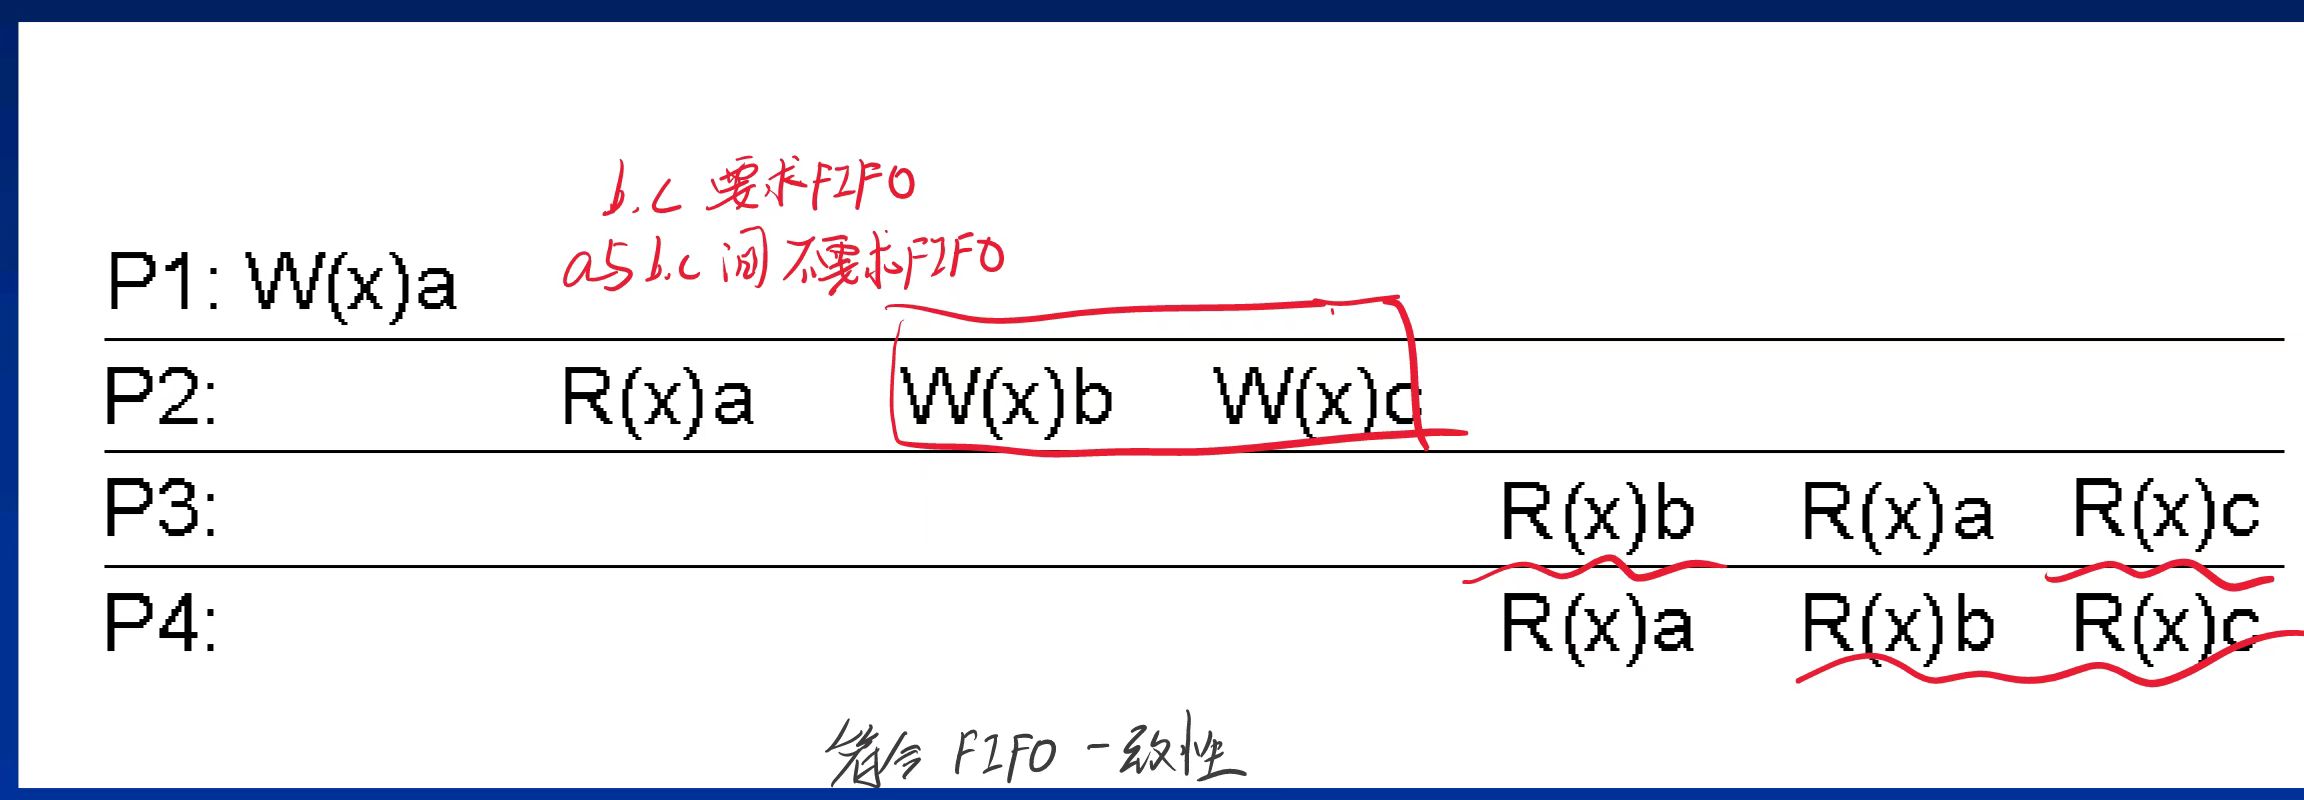 b.c 要求FIFO
a与b.c 间不要求FIFO
P1: W(x)a
P2: R(x)a W(x)b W(x)c
P3: R(x)b R(x)a R(x)c
P4: R(x)a R(x)b R(x)c
符合 FIFO 一致性